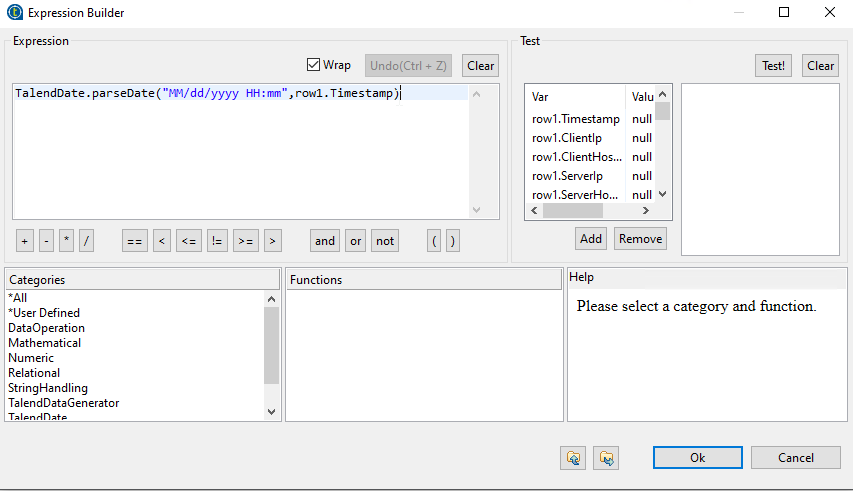 Expression Builder
Expression
Wrap
Undo(Ctrl + Z)
Clear
TalendDate.parseDate("MM/dd/yyyy HH:mm",row1.Timestamp)
+ - * / == < <= != >= > and or not ( )
Test
Test!
Clear
Var Valu
row1.Timestamp null
row1.ClientIp null
row1.ClientHos... null
row1.ServerIp null
row1.ServerHo... null
Add
Remove
Categories
*All
*User Defined
DataOperation
Mathematical
Numeric
Relational
StringHandling
TalendDataGenerator
TalendDate
Functions
Help
Please select a category and function.
Ok
Cancel